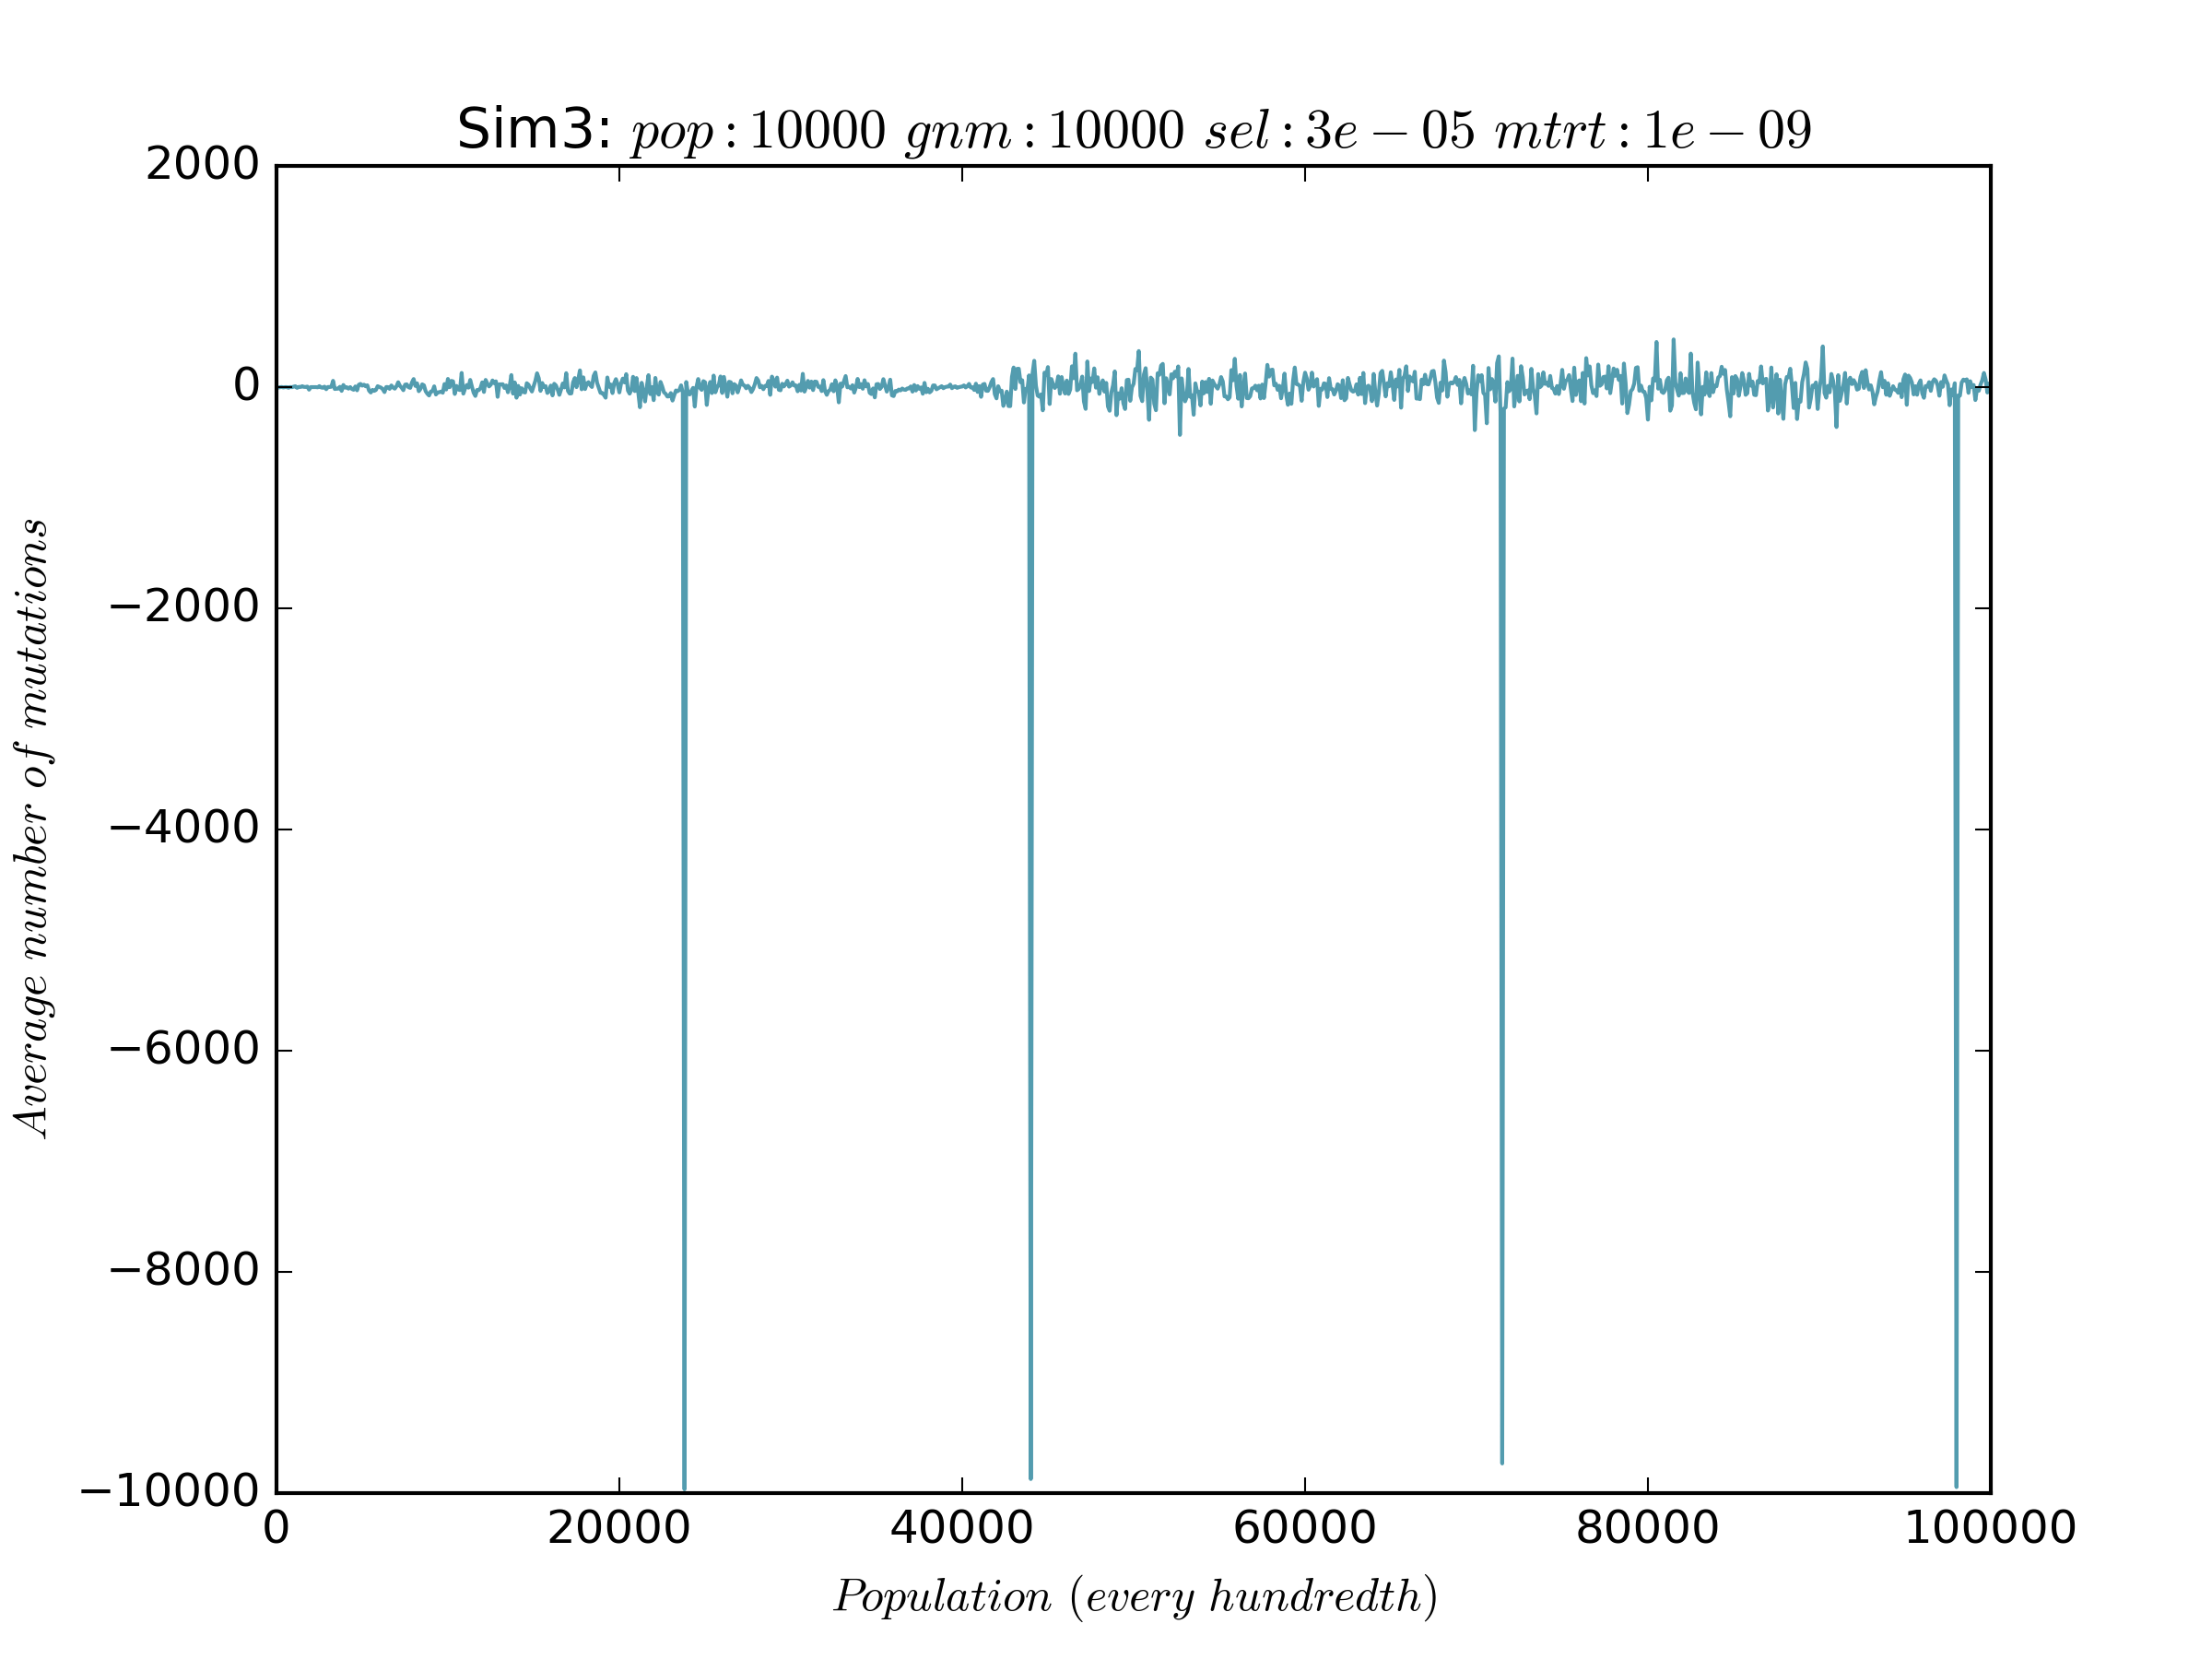 Sim3: pop : 10000 gnm : 10000 sel : 3e − 05 mtrt : 1e − 09
2000
0
−2000
−4000
−6000
−8000
−10000
Average number of mutations
0 20000 40000 60000 80000 100000
Population (every hundredth)